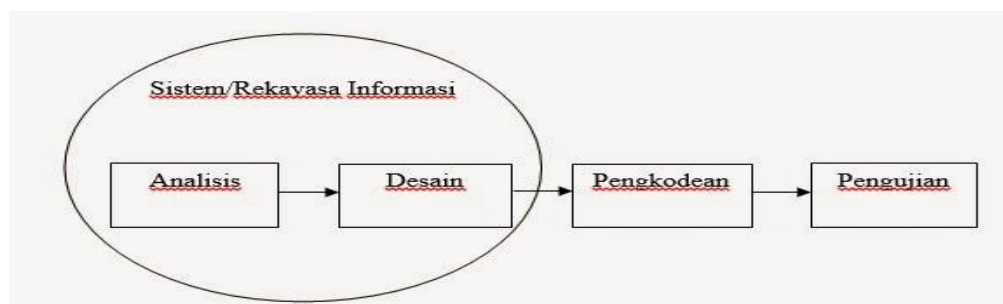 Sistem/Rekayasa Informasi
Analisis
Desain
Pengkodean
Pengujian